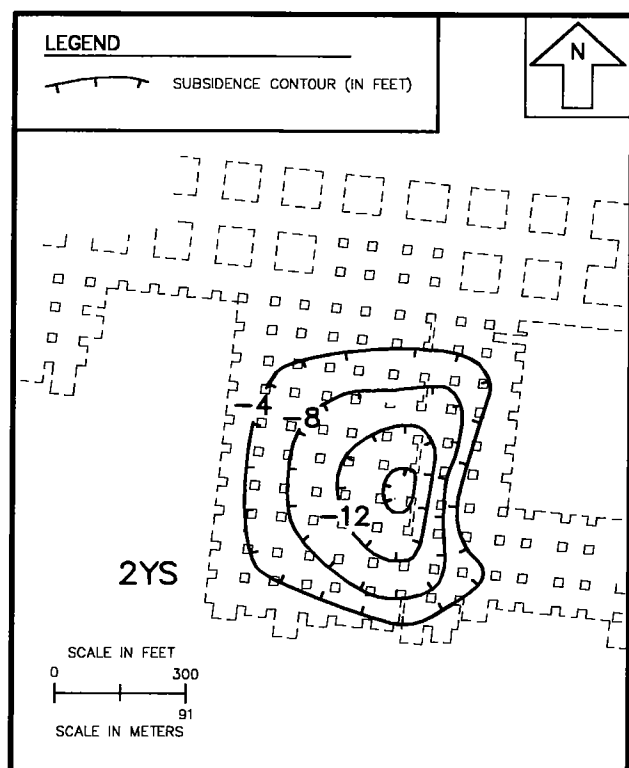 LEGEND
SUBSIDENCE CONTOUR (IN FEET)
N
-4
-8
-12
2YS
SCALE IN FEET
0 300
91
SCALE IN METERS